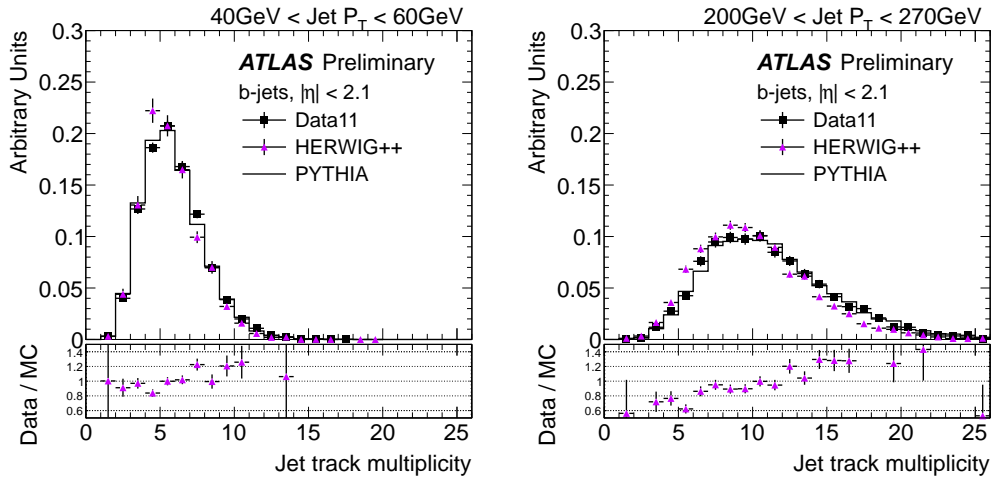 40GeV < Jet P_T < 60GeV
Arbitrary Units
0.3
0.25
0.2
0.15
0.1
0.05
0
ATLAS Preliminary
b-jets, |η| < 2.1
Data11
HERWIG++
PYTHIA
Data / MC
1.4
1.2
1
0.8
0.6
0 5 10 15 20 25
Jet track multiplicity
200GeV < Jet P_T < 270GeV
Arbitrary Units
0.3
0.25
0.2
0.15
0.1
0.05
0
ATLAS Preliminary
b-jets, |η| < 2.1
Data11
HERWIG++
PYTHIA
Data / MC
1.4
1.2
1
0.8
0.6
0 5 10 15 20 25
Jet track multiplicity